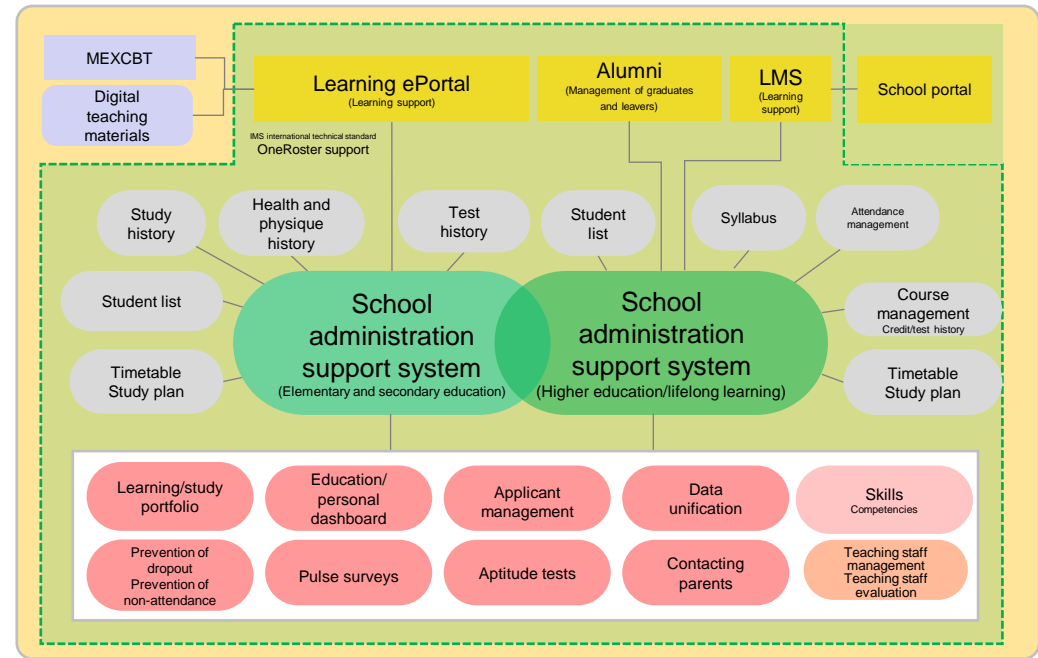 MEXCBT
Digital
teaching
materials
Learning ePortal
(Learning support)
Alumni
(Management of graduates
and leavers)
LMS
(Learning
support)
School portal
IMS international technical standard
OneRoster support
Study
history
Health and
physique
history
Test
history
Student
list
Syllabus
Attendance
management
Student list
Timetable
Study plan
School
administration
support system
(Elementary and secondary education)
School
administration
support system
(Higher education/lifelong learning)
Course
management
Credit/test history
Timetable
Study plan
Learning/study
portfolio
Education/
personal
dashboard
Applicant
management
Data
unification
Skills
Competencies
Prevention of
dropout
Prevention of
non-attendance
Pulse surveys
Aptitude tests
Contacting
parents
Teaching staff
management
Teaching staff
evaluation